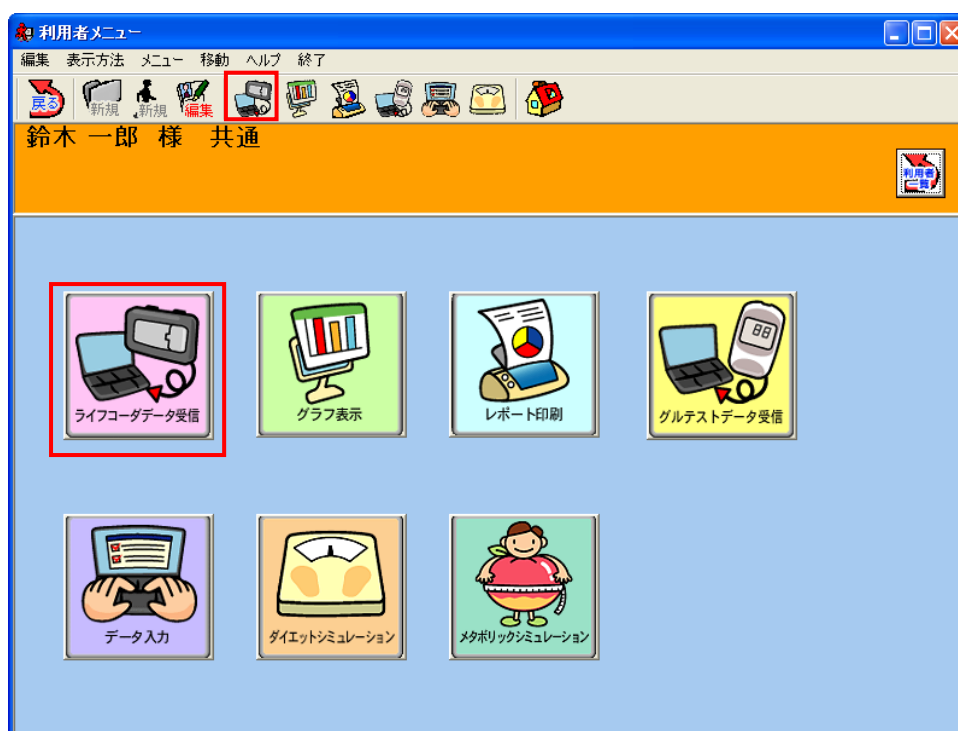 利用者メニュー
編集 表示方法 メニュー 移動 ヘルプ 終了
戻る 新規 新規 編集
鈴木 一郎 様 共通
利用者
一覧
88
ライフコーダデータ受信 グラフ表示 レポート印刷 グルテストデータ受信
データ入力 ダイエットシミュレーション メタボリックシミュレーション